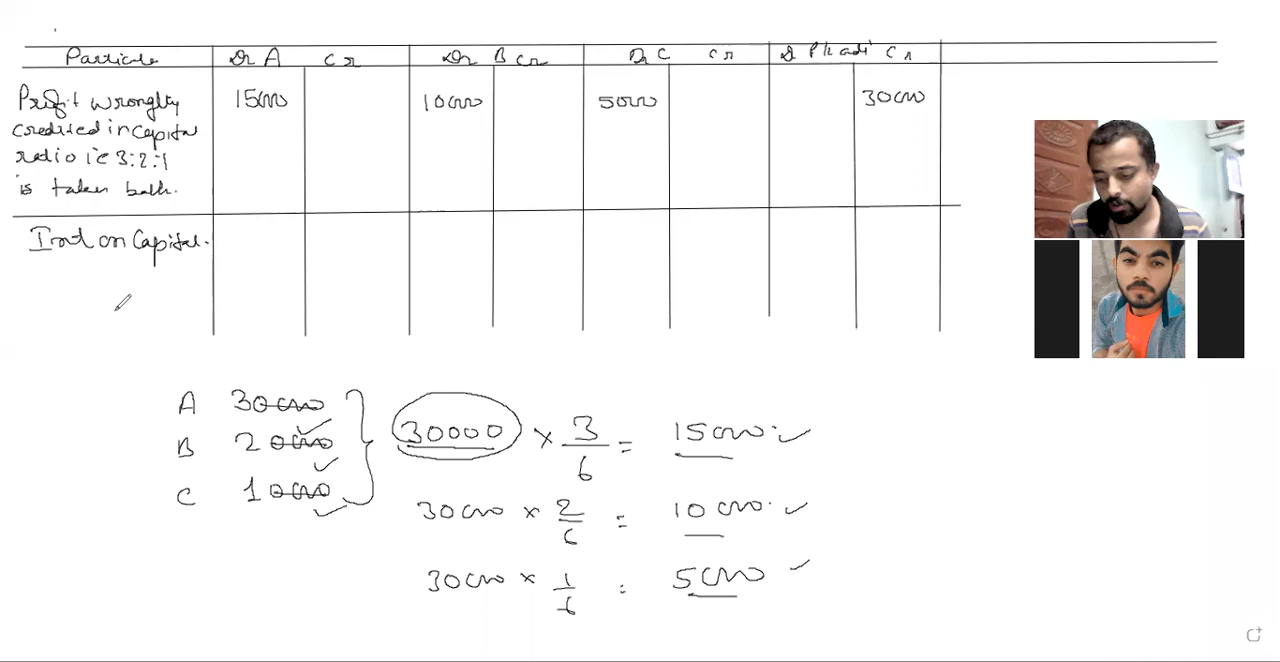 Particule Dr A Cr Dr B Cr Dr C Cr D P&L adj Cr
Profit wrongly 15000 10000 5000 30000
credited in capital
ratio ie 3:2:1
is taken back.
Int on Capital.
A 30000
B 20000
C 10000
30000 × 3/6 = 15000
30000 × 2/6 = 10000
30000 × 1/6 = 5000